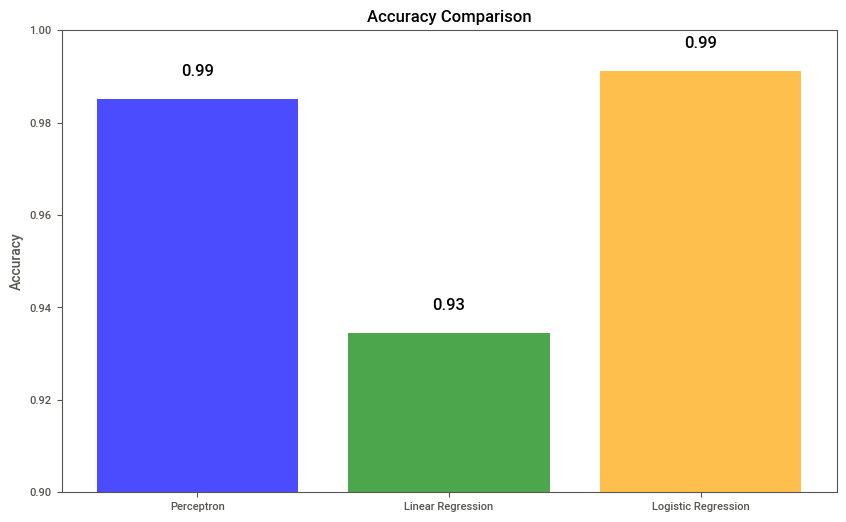 Accuracy Comparison
1.00
0.98
0.96
0.94
0.92
0.90
Accuracy
0.99
0.93
0.99
Perceptron
Linear Regression
Logistic Regression